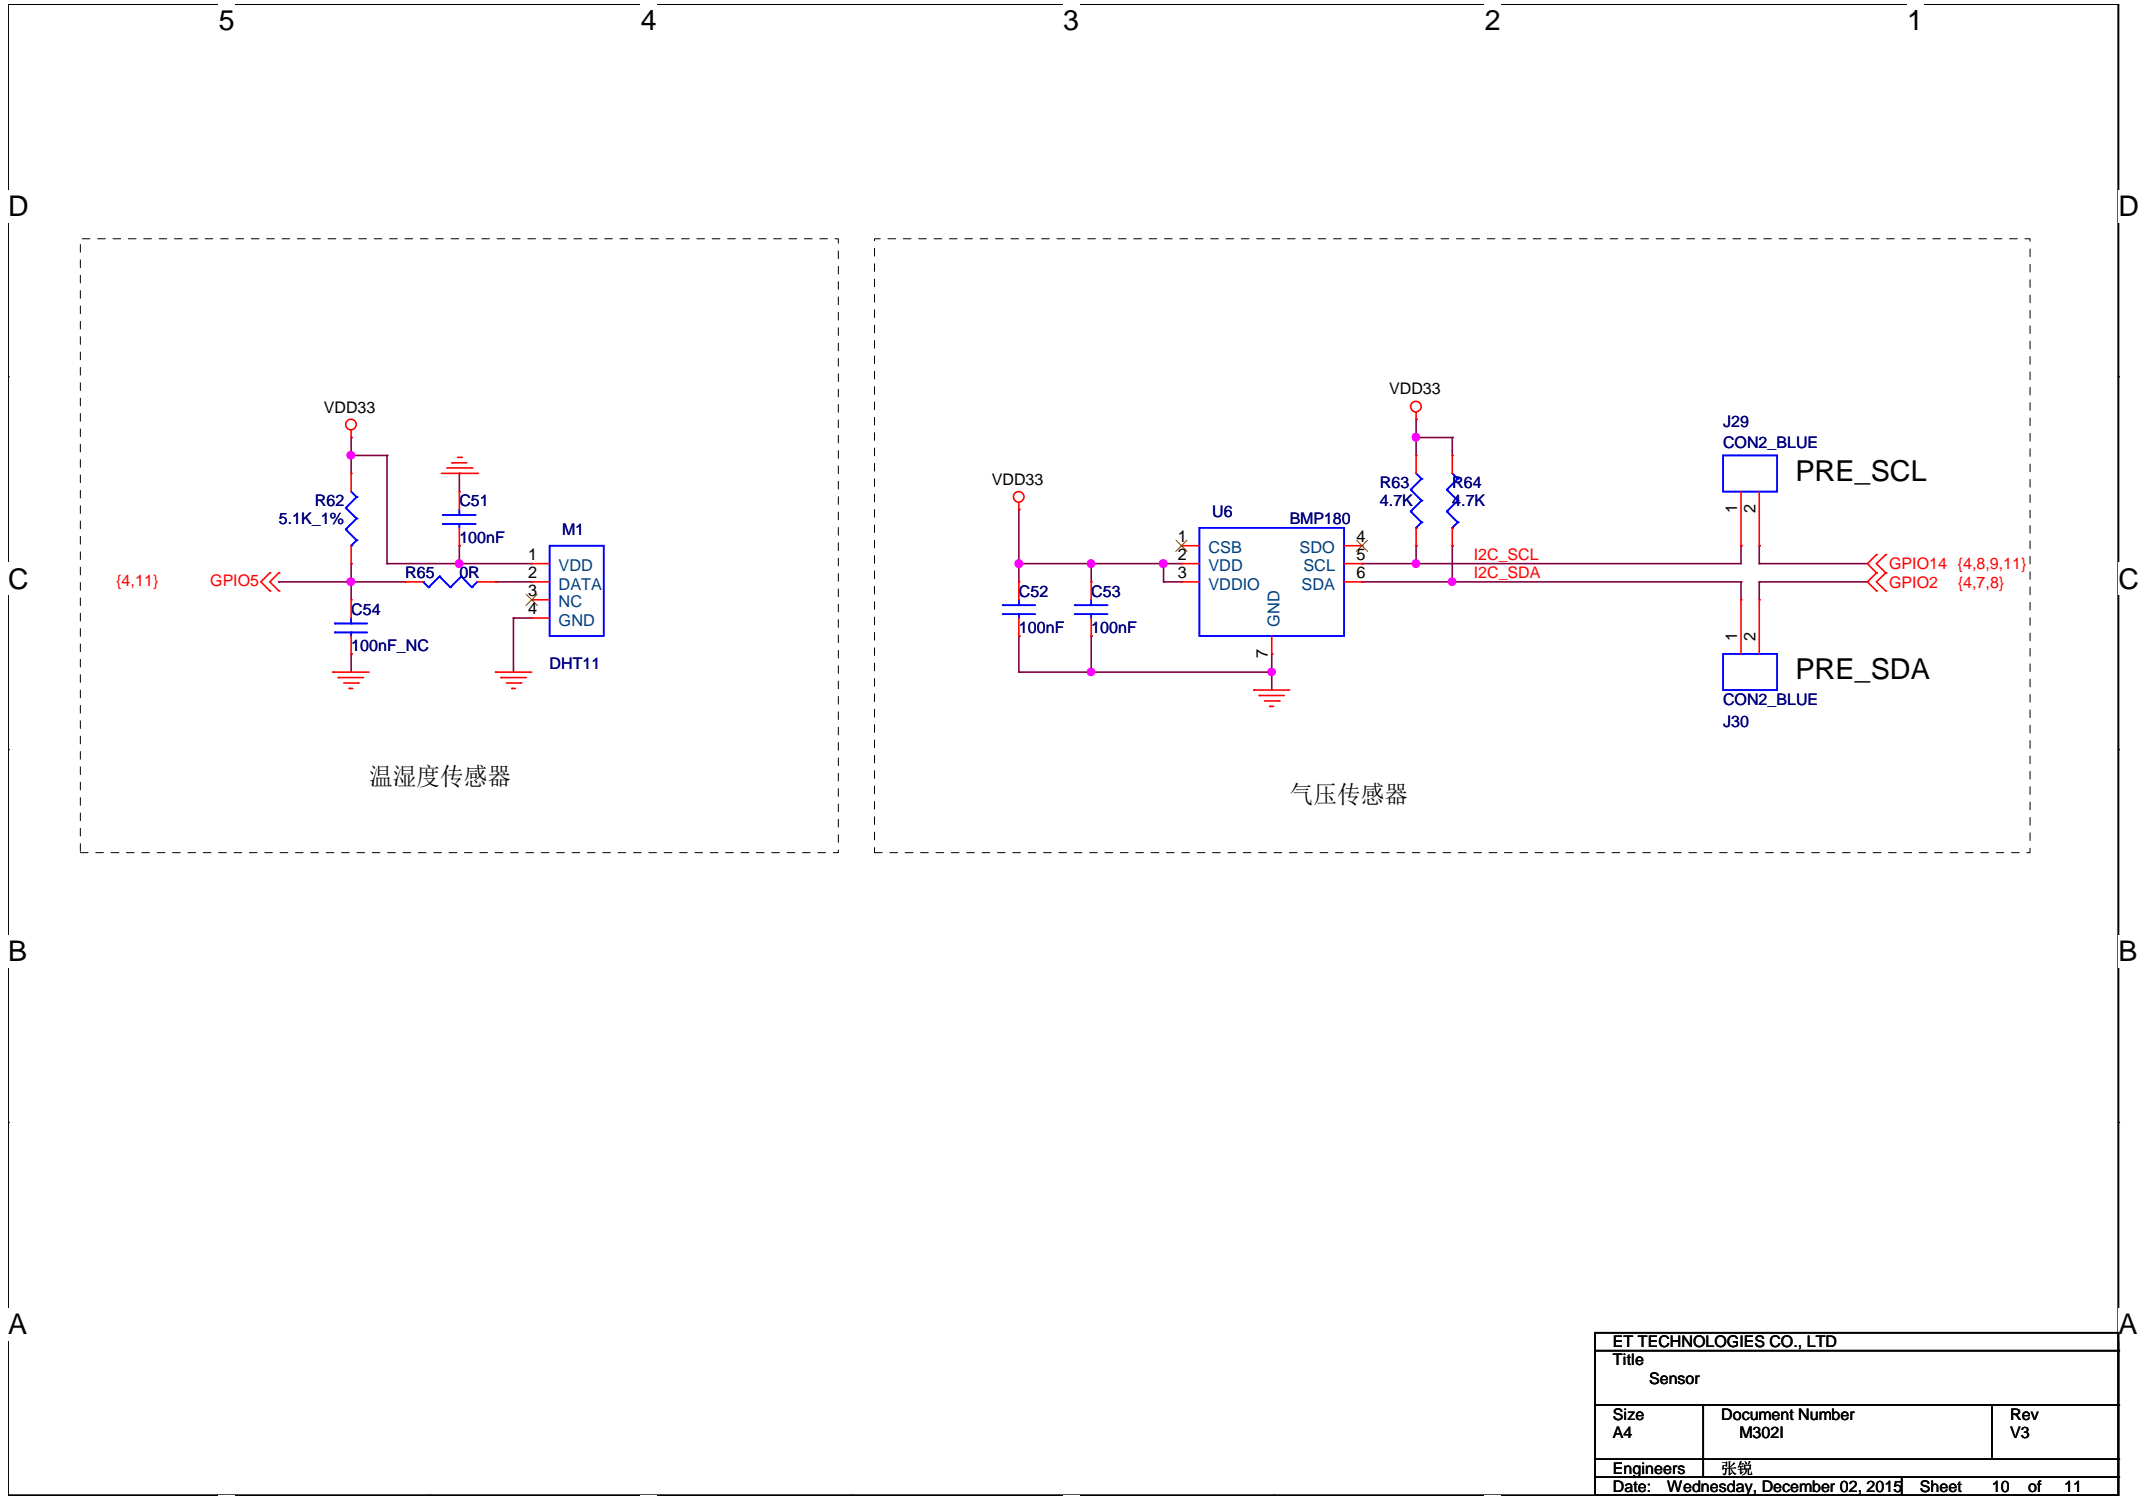 5 4 3 2 1
D D
VDD33
R62
5.1K_1%
C51
100nF
M1
1 VDD
2 DATA
3 NC
4 GND
DHT11
R65 0R
{4,11} GPIO5
C54
100nF_NC
温湿度传感器
VDD33
C52
100nF
C53
100nF
U6
BMP180
1 CSB
2 VDD
3 VDDIO
SDO 4
SCL 5
SDA 6
GND
7
VDD33
R63
4.7K
R64
4.7K
I2C_SCL
I2C_SDA
J29
CON2_BLUE
PRE_SCL
1 2
GPIO14 {4,8,9,11}
GPIO2 {4,7,8}
1 2
PRE_SDA
CON2_BLUE
J30
气压传感器
C C
B B
A A
ET TECHNOLOGIES CO., LTD
Title
Sensor
Size Document Number Rev
A4 M302I V3
Engineers 张锐
Date: Wednesday, December 02, 2015 Sheet 10 of 11